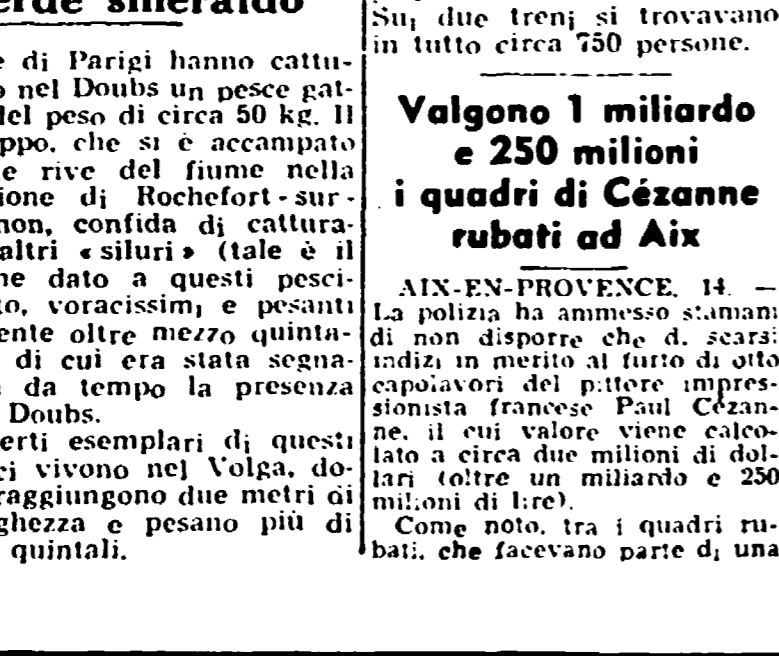 erde smeraldo
e di Parigi hanno cattu-
o nel Doubs un pesce gat-
del peso di circa 50 kg. Il
ppo, che si è accampato
e rive del fiume nella
ione di Rochefort-sur-
non, confida di cattura-
altri « siluri » (tale è il
ne dato a questi pesci-
to, voracissimi e pesanti
ente oltre mezzo quinta-
di cui era stata segna-
da tempo la presenza
Doubs.
erti esemplari di questi
ci vivono nel Volga, do-
raggiungono due metri di
ghezza e pesano più di
quintali.
Sui due treni si trovavano
in tutto circa 750 persone.
Valgono 1 miliardo
e 250 milioni
i quadri di Cézanne
rubati ad Aix
AIX-EN-PROVENCE, 14. —
La polizia ha ammesso stamani
di non disporre che di scarsi
indizi in merito al furto di otto
capolavori del pittore impres-
sionista francese Paul Cézan-
ne, il cui valore viene calco-
lato a circa due milioni di dol-
lari (oltre un miliardo e 250
milioni di lire).
Come noto, tra i quadri ru-
bati, che facevano parte di una